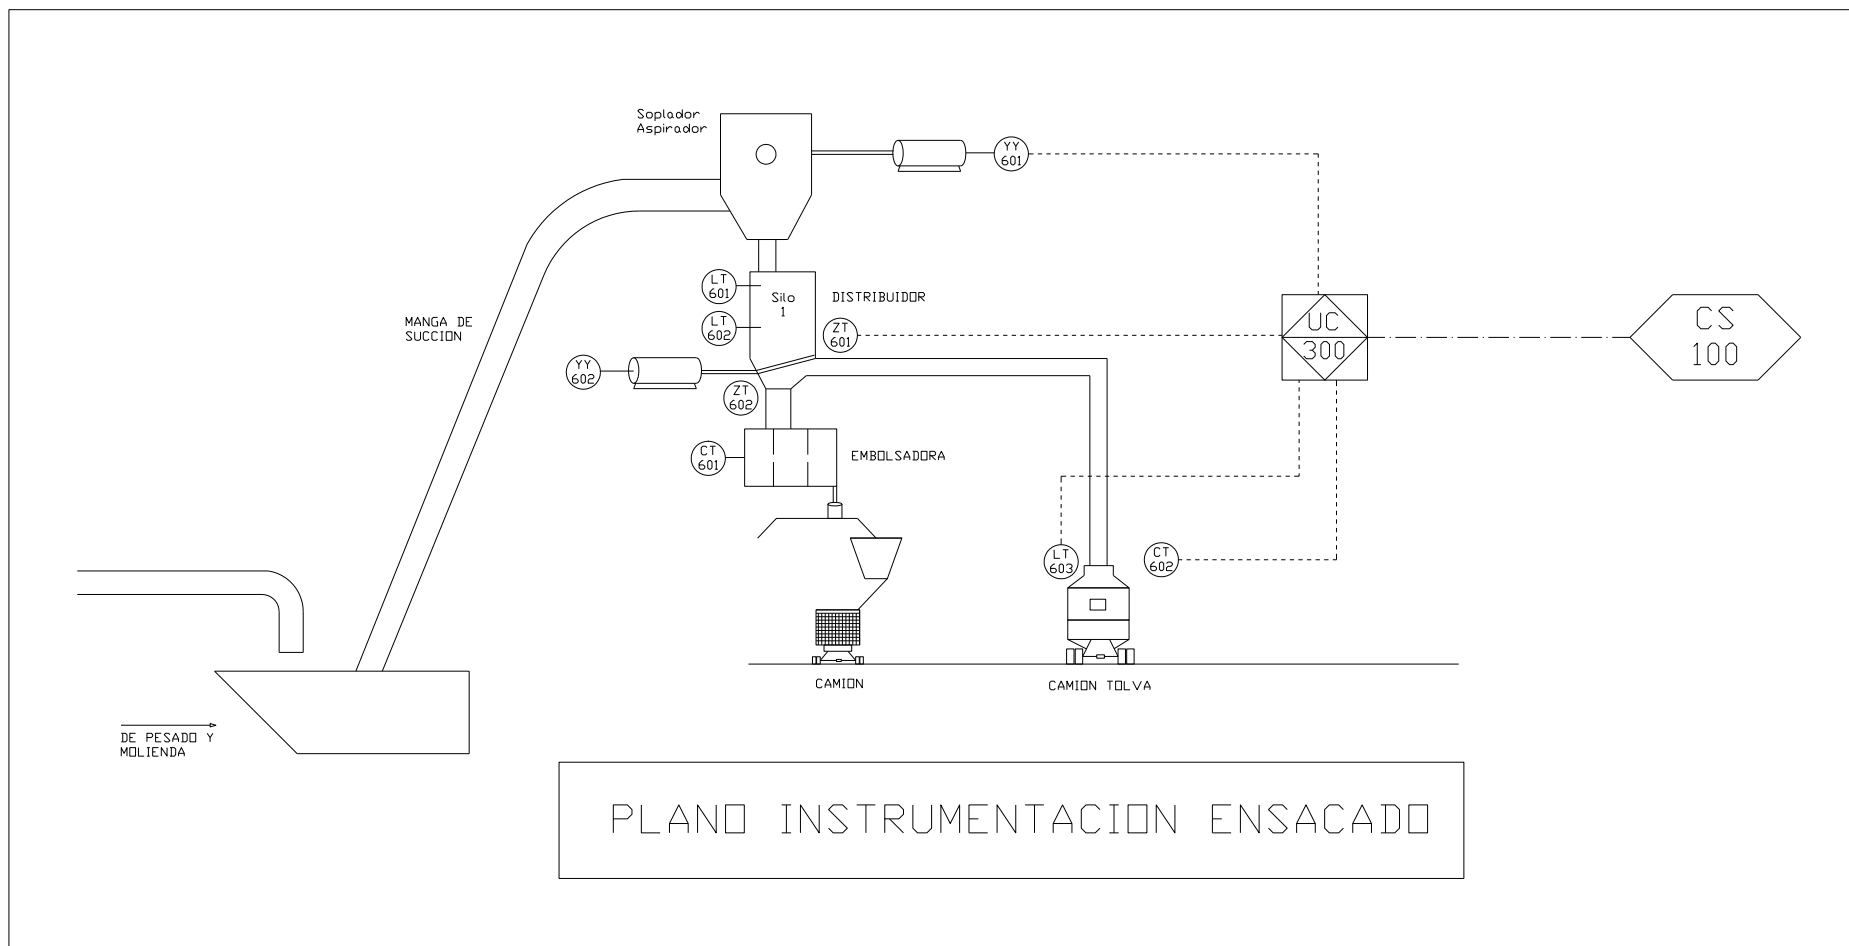 Soplador
Aspirador
YY
601
LT
601
Silo
1
DISTRIBUIDOR
LT
602
ZT
601
UC
300
CS
100
MANGA DE
SUCCION
YY
602
ZT
602
CT
601
EMBOLSADORA
LT
603
CT
602
CAMION
CAMION TOLVA
DE PESADO Y
MOLIENDA
PLANO INSTRUMENTACION ENSACADO